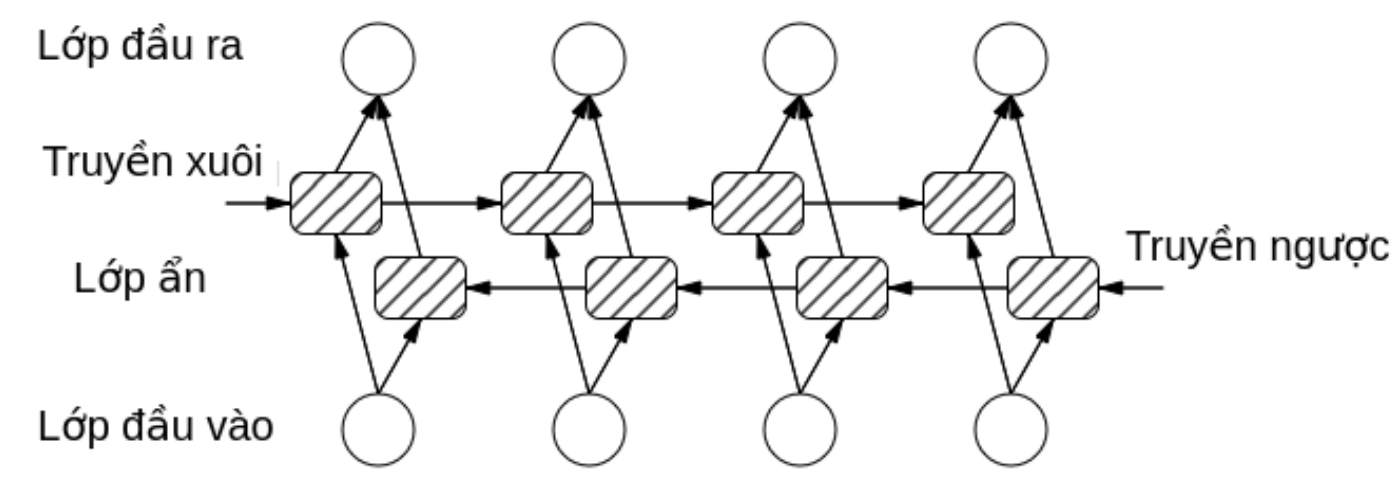 Lớp đầu ra
Truyền xuôi
Truyền ngược
Lớp ẩn
Lớp đầu vào